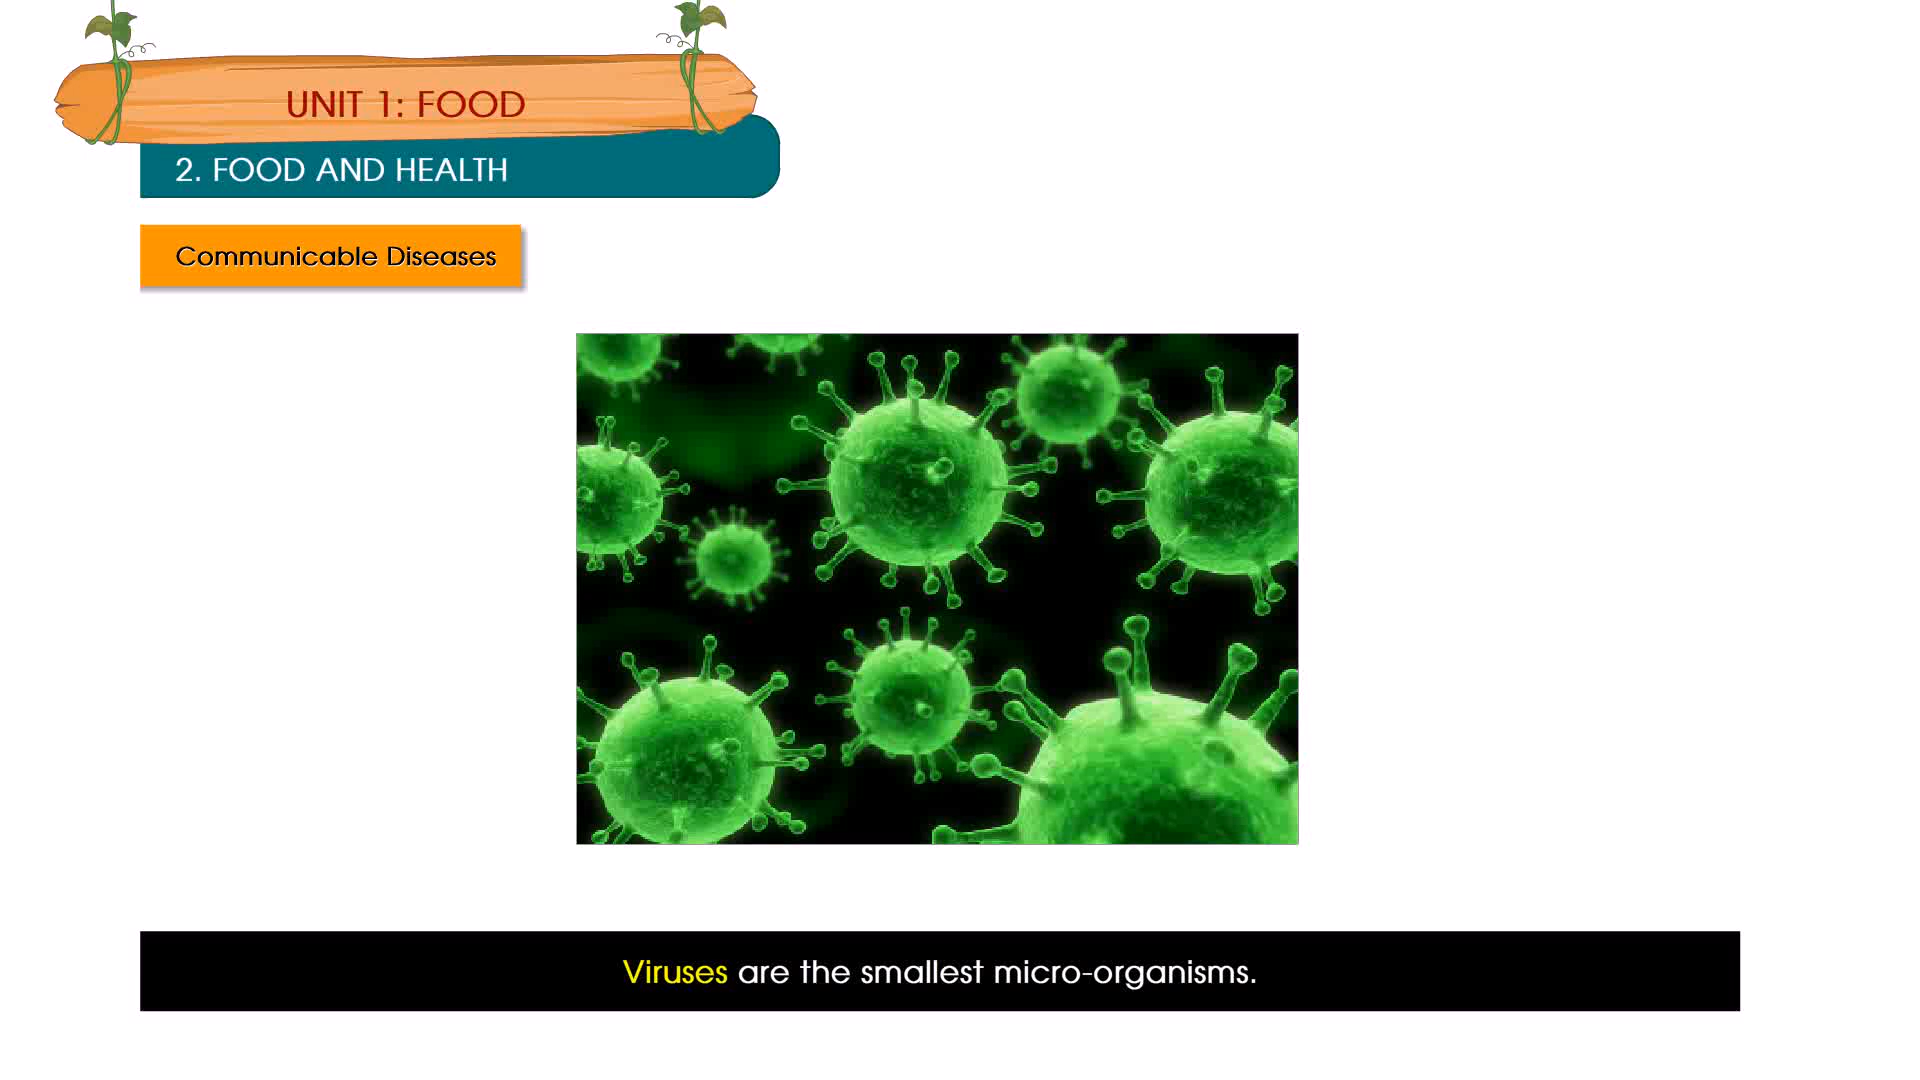 UNIT 1: FOOD
2. FOOD AND HEALTH
Communicable Diseases
Viruses are the smallest micro-organisms.